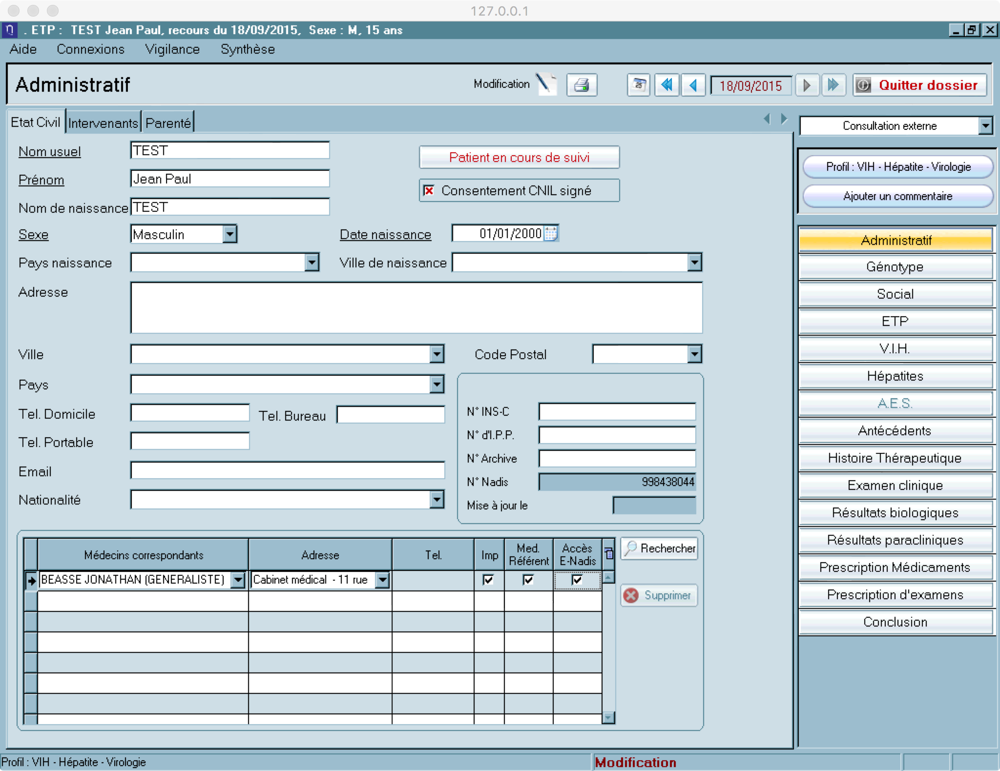 127.0.0.1
. ETP : TEST Jean Paul, recours du 18/09/2015, Sexe : M, 15 ans
Aide Connexions Vigilance Synthèse
Administratif
Modification
18/09/2015
Quitter dossier
Etat Civil Intervenants Parenté
Consultation externe
Nom usuel TEST
Patient en cours de suivi
Profil : VIH - Hépatite - Virologie
Prénom Jean Paul
Consentement CNIL signé
Ajouter un commentaire
Nom de naissance TEST
Sexe Masculin
Date naissance 01/01/2000
Pays naissance
Ville de naissance
Adresse
Ville
Code Postal
Pays
Tel. Domicile
Tel. Bureau
Tel. Portable
Email
Nationalité
N° INS-C
N° d'I.P.P.
N° Archive
N° Nadis 998438044
Mise à jour le
Médecins correspondants Adresse Tel. Imp Med. Référent Accès E-Nadis
BEASSE JONATHAN (GENERALISTE) Cabinet médical - 11 rue
Rechercher
Supprimer
Administratif
Génotype
Social
ETP
V.I.H.
Hépatites
A.E.S.
Antécédents
Histoire Thérapeutique
Examen clinique
Résultats biologiques
Résultats paracliniques
Prescription Médicaments
Prescription d'examens
Conclusion
Profil : VIH - Hépatite - Virologie
Modification